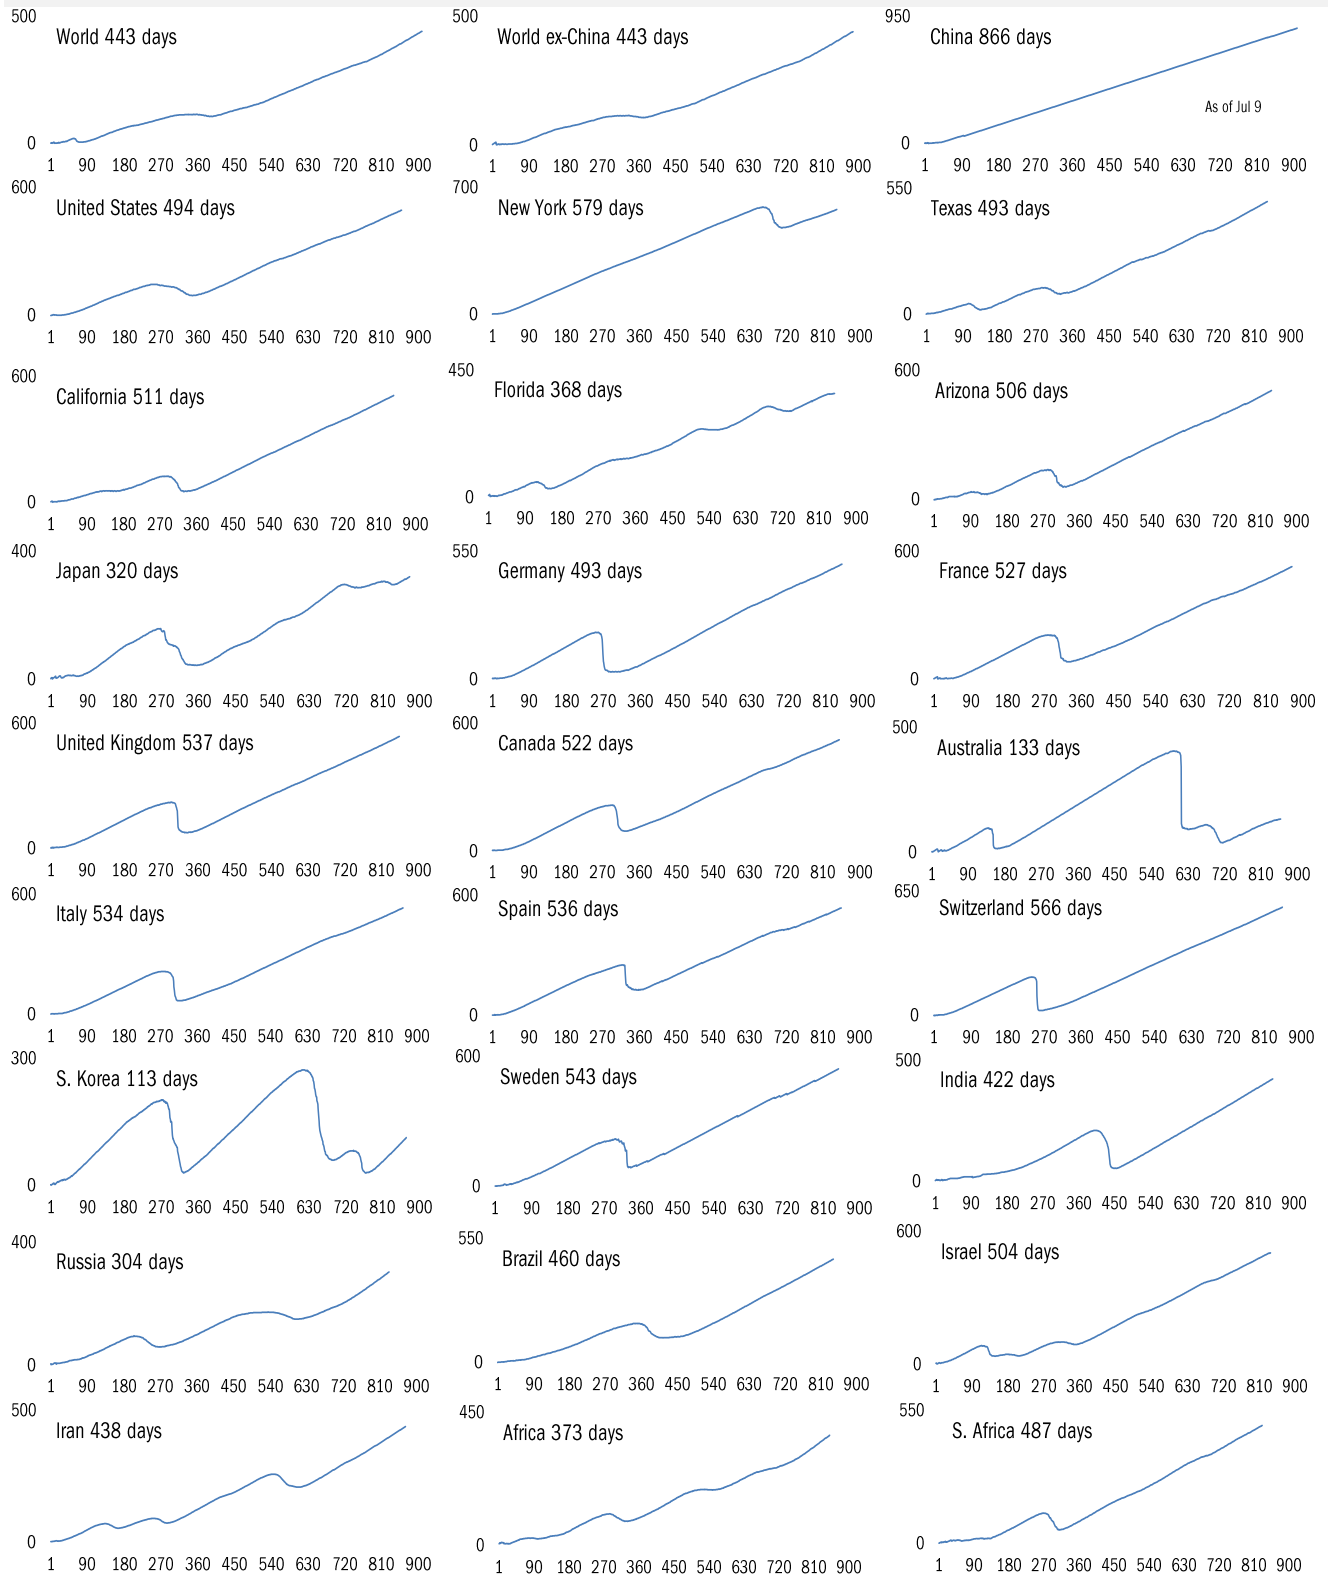 500 500 950
World 443 days World ex-China 443 days China 866 days
As of Jul 9
0 0 0
1 90 180 270 360 450 540 630 720 810 900 1 90 180 270 360 450 540 630 720 810 900 1 90 180 270 360 450 540 630 720 810 900
600 700 550
United States 494 days New York 579 days Texas 493 days
0 0 0
1 90 180 270 360 450 540 630 720 810 900 1 90 180 270 360 450 540 630 720 810 900 1 90 180 270 360 450 540 630 720 810 900
600 450 600
California 511 days Florida 368 days Arizona 506 days
0 0 0
1 90 180 270 360 450 540 630 720 810 900 1 90 180 270 360 450 540 630 720 810 900 1 90 180 270 360 450 540 630 720 810 900
400 550 600
Japan 320 days Germany 493 days France 527 days
0 0 0
1 90 180 270 360 450 540 630 720 810 900 1 90 180 270 360 450 540 630 720 810 900 1 90 180 270 360 450 540 630 720 810 900
600 600 500
United Kingdom 537 days Canada 522 days Australia 133 days
0 0 0
1 90 180 270 360 450 540 630 720 810 900 1 90 180 270 360 450 540 630 720 810 900 1 90 180 270 360 450 540 630 720 810 900
600 600 650
Italy 534 days Spain 536 days Switzerland 566 days
0 0 0
1 90 180 270 360 450 540 630 720 810 900 1 90 180 270 360 450 540 630 720 810 900 1 90 180 270 360 450 540 630 720 810 900
300 600 500
S. Korea 113 days Sweden 543 days India 422 days
0 0 0
1 90 180 270 360 450 540 630 720 810 900 1 90 180 270 360 450 540 630 720 810 900 1 90 180 270 360 450 540 630 720 810 900
400 550 600
Russia 304 days Brazil 460 days Israel 504 days
0 0 0
1 90 180 270 360 450 540 630 720 810 900 1 90 180 270 360 450 540 630 720 810 900 1 90 180 270 360 450 540 630 720 810 900
500 450 550
Iran 438 days Africa 373 days S. Africa 487 days
0 0 0
1 90 180 270 360 450 540 630 720 810 900 1 90 180 270 360 450 540 630 720 810 900 1 90 180 270 360 450 540 630 720 810 900